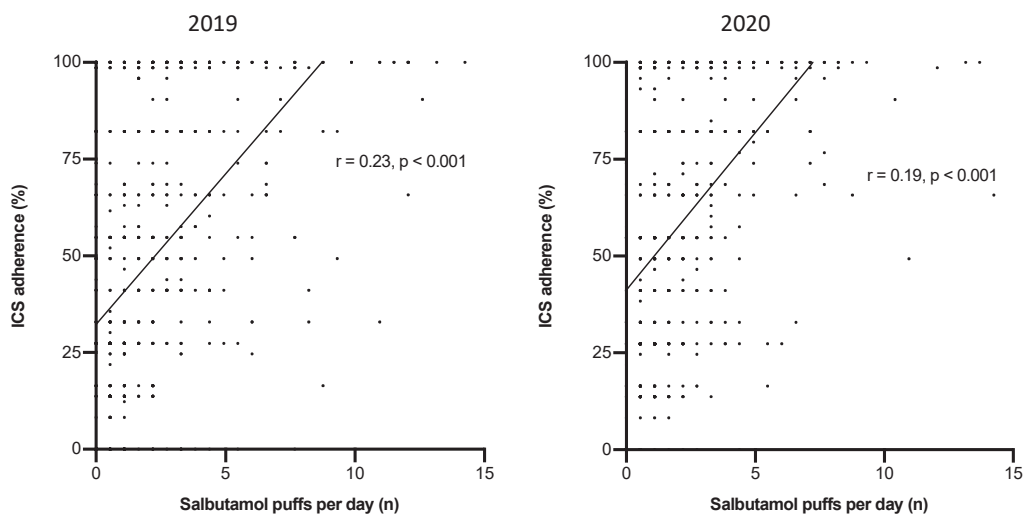 2019
100
75
50
25
0
ICS adherence (%)
r = 0.23, p < 0.001
0 5 10 15
Salbutamol puffs per day (n)
2020
100
75
50
25
0
ICS adherence (%)
r = 0.19, p < 0.001
0 5 10 15
Salbutamol puffs per day (n)